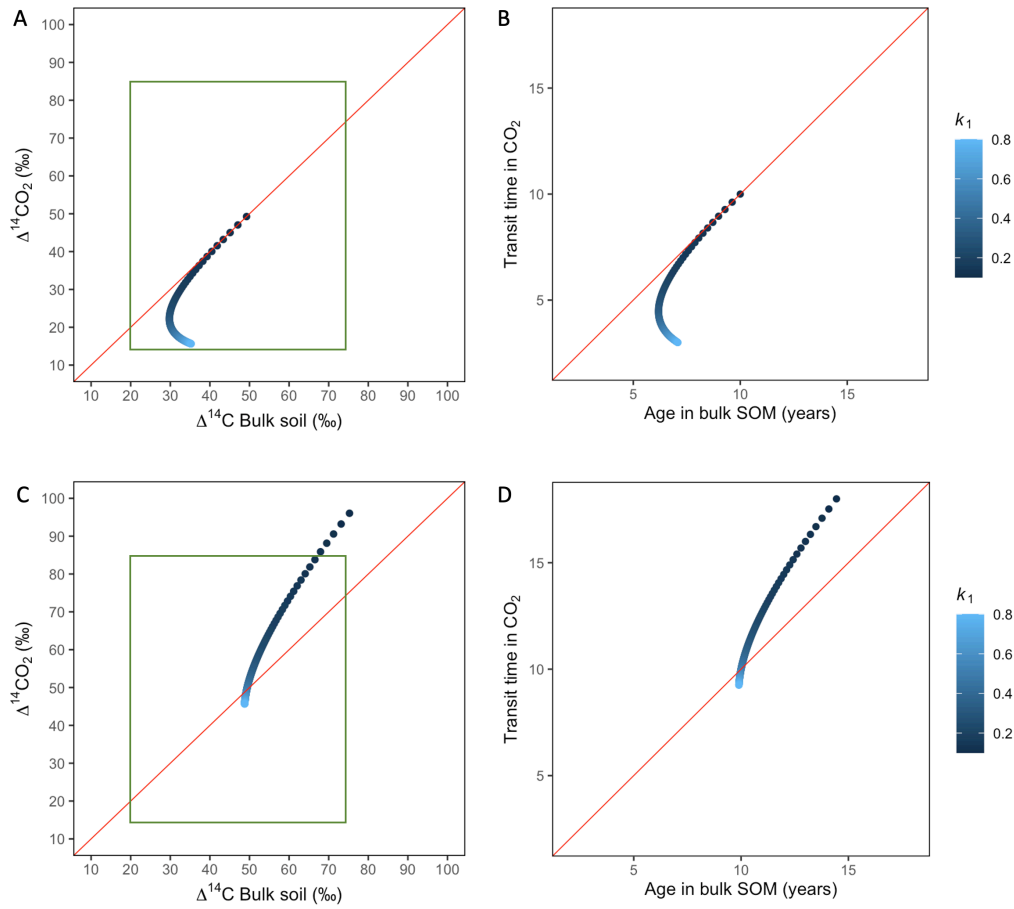 A
100
90
80
70
60
50
40
30
20
10
Δ¹⁴CO₂ (‰)
10 20 30 40 50 60 70 80 90 100
Δ¹⁴C Bulk soil (‰)
B
15
10
5
Transit time in CO₂
5 10 15
Age in bulk SOM (years)
k₁
0.8
0.6
0.4
0.2
C
100
90
80
70
60
50
40
30
20
10
Δ¹⁴CO₂ (‰)
10 20 30 40 50 60 70 80 90 100
Δ¹⁴C Bulk soil (‰)
D
15
10
5
Transit time in CO₂
5 10 15
Age in bulk SOM (years)
k₁
0.8
0.6
0.4
0.2